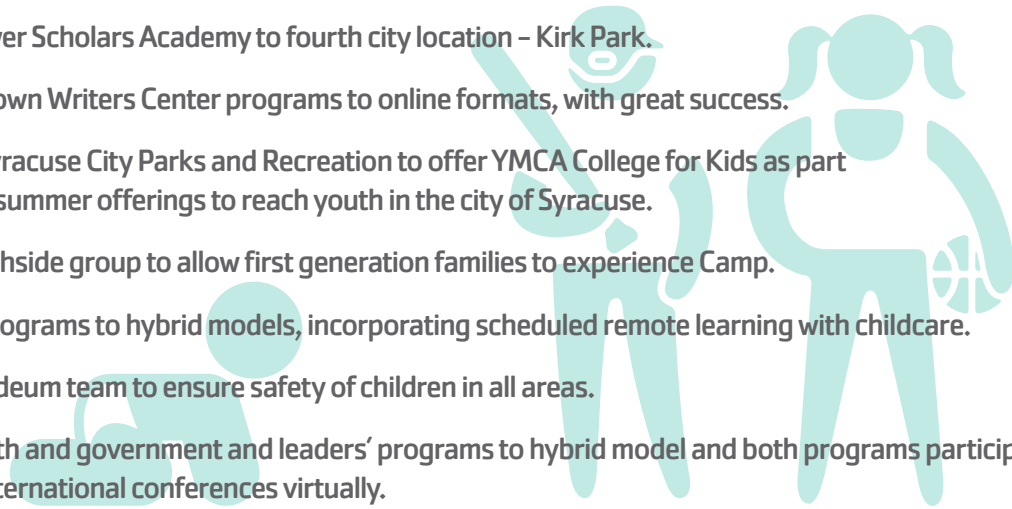 ver Scholars Academy to fourth city location – Kirk Park.
own Writers Center programs to online formats, with great success.
yracuse City Parks and Recreation to offer YMCA College for Kids as part
summer offerings to reach youth in the city of Syracuse.
hside group to allow first generation families to experience Camp.
ograms to hybrid models, incorporating scheduled remote learning with childcare.
deum team to ensure safety of children in all areas.
th and government and leaders’ programs to hybrid model and both programs particip
ternational conferences virtually.